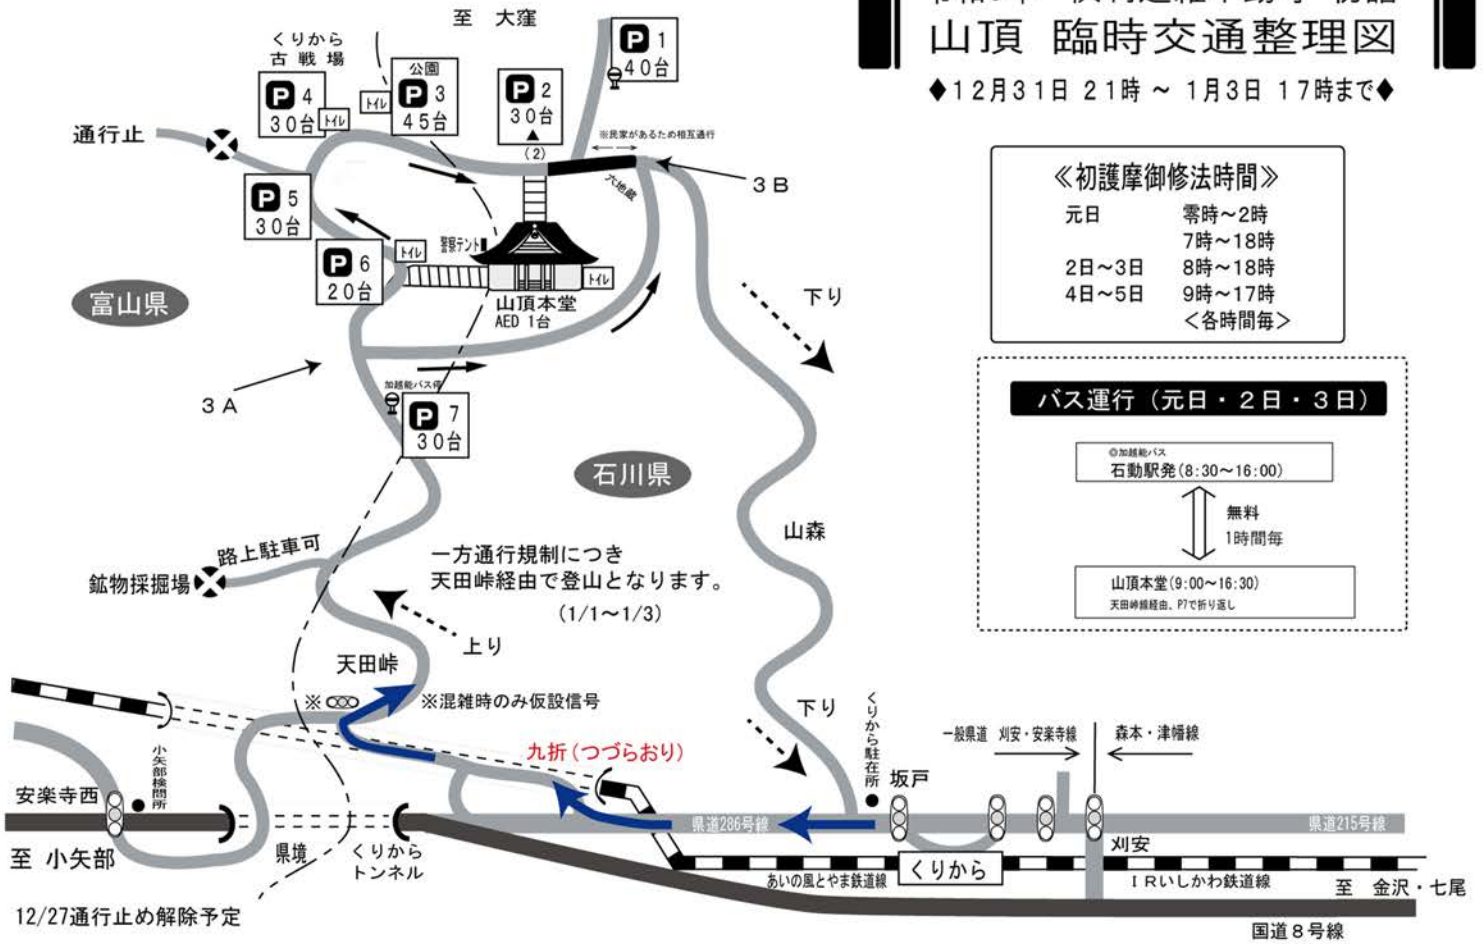 山頂 臨時交通整理図
◆12月31日 21時 ~ 1月3日 17時まで◆
至 大窪
くりから
古戦場
公園
P 1
40台
P 2
30台
▲
(2)
P 3
45台
トイレ
P 4
30台
トイレ
通行止
※民家があるため相互通行
3B
六地蔵
P 5
30台
P 6
20台
トイレ
警察テント
トイレ
山頂本堂
AED 1台
富山県
下り
3A
加越能バス停
P 7
30台
石川県
≪初護摩御修法時間≫
元日 零時~2時
7時~18時
2日~3日 8時~18時
4日~5日 9時~17時
<各時間毎>
バス運行(元日・2日・3日)
◎加越能バス
石動駅発(8:30~16:00)
無料
1時間毎
山頂本堂(9:00~16:30)
天田峠線経由、P7で折り返し
山森
路上駐車可
鉱物採掘場
一方通行規制につき
天田峠経由で登山となります。
(1/1~1/3)
上り
天田峠
※
※混雑時のみ仮設信号
九折(つづらおり)
下り
くりから駐在所
坂戸
一般県道 刈安・安楽寺線
森本・津幡線
小矢部検問所
安楽寺西
至 小矢部
県境
くりから
トンネル
県道286号線
県道215号線
刈安
くりから
あいの風とやま鉄道線
IRいしかわ鉄道線
至 金沢・七尾
国道8号線
12/27通行止め解除予定